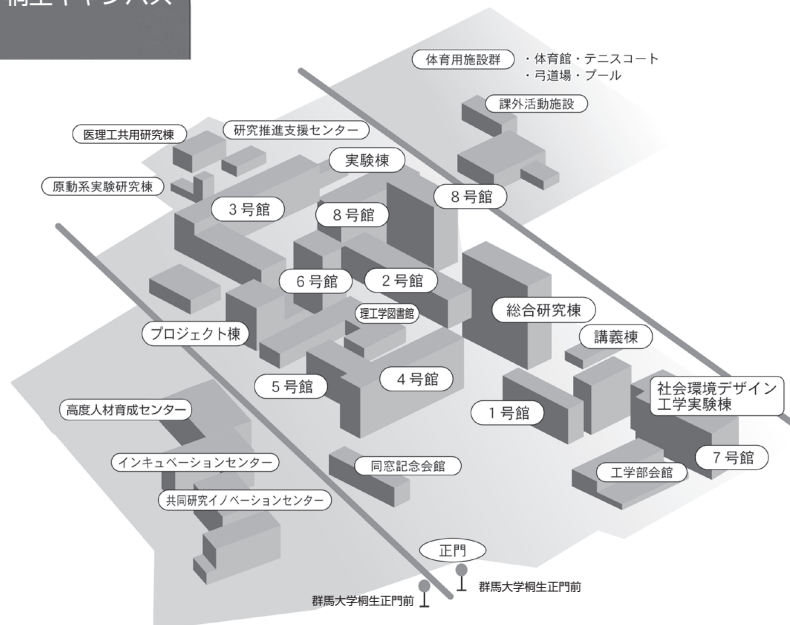 桐生キャンパス
体育用施設群
・体育館・テニスコート
・弓道場・プール
課外活動施設
医理工共用研究棟
研究推進支援センター
実験棟
原動系実験研究棟
3号館
8号館
8号館
6号館
2号館
理工学図書館
総合研究棟
プロジェクト棟
講義棟
5号館
4号館
社会環境デザイン
工学実験棟
高度人材育成センター
1号館
7号館
インキュベーションセンター
同窓記念会館
工学部会館
共同研究イノベーションセンター
正門
群馬大学桐生正門前
群馬大学桐生正門前